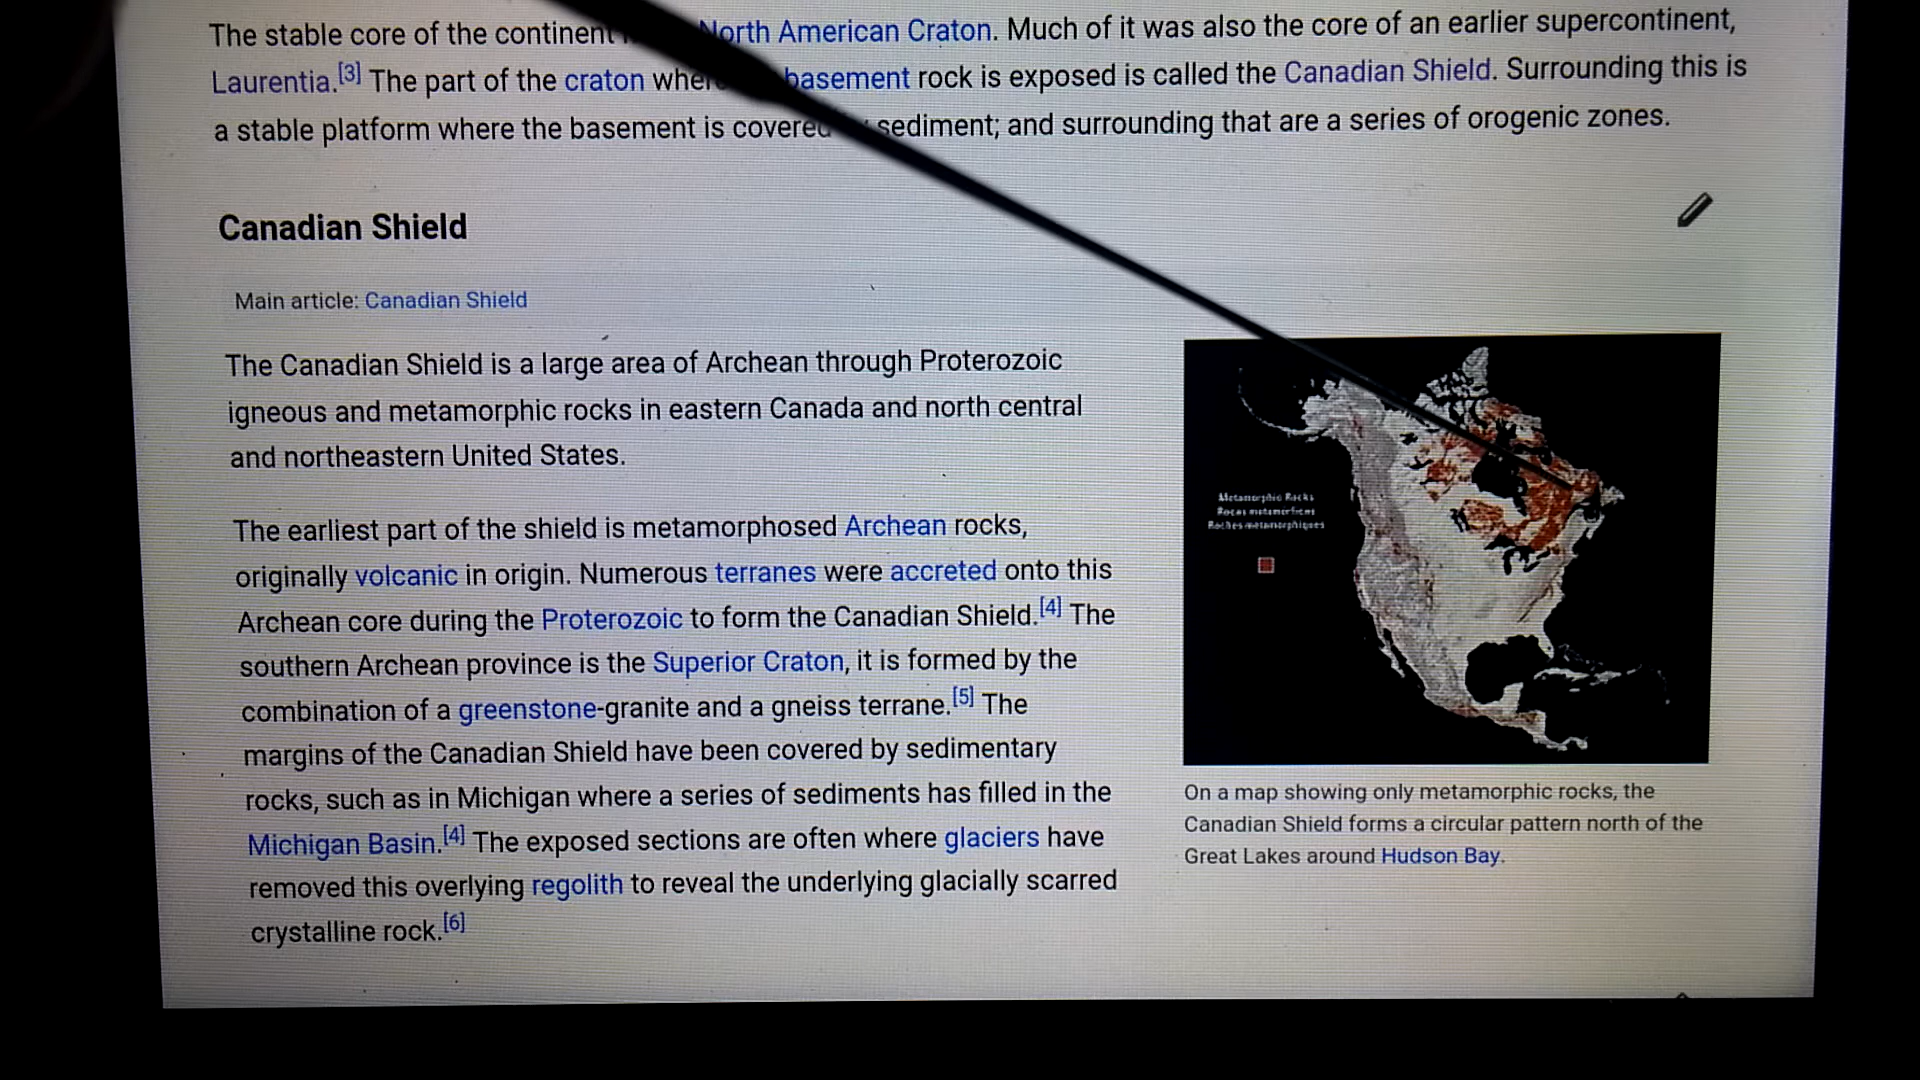 The stable core of the continent North American Craton. Much of it was also the core of an earlier supercontinent,
Laurentia.[3] The part of the craton where basement rock is exposed is called the Canadian Shield. Surrounding this is
a stable platform where the basement is covered sediment; and surrounding that are a series of orogenic zones.
Canadian Shield
Main article: Canadian Shield
The Canadian Shield is a large area of Archean through Proterozoic
igneous and metamorphic rocks in eastern Canada and north central
and northeastern United States.
The earliest part of the shield is metamorphosed Archean rocks,
originally volcanic in origin. Numerous terranes were accreted onto this
Archean core during the Proterozoic to form the Canadian Shield.[4] The
southern Archean province is the Superior Craton, it is formed by the
combination of a greenstone-granite and a gneiss terrane.[5] The
margins of the Canadian Shield have been covered by sedimentary
rocks, such as in Michigan where a series of sediments has filled in the
Michigan Basin.[4] The exposed sections are often where glaciers have
removed this overlying regolith to reveal the underlying glacially scarred
crystalline rock.[6]
Metamorphic Rocks
Rocas metamorficas
Roches metamorphiques
On a map showing only metamorphic rocks, the
Canadian Shield forms a circular pattern north of the
Great Lakes around Hudson Bay.